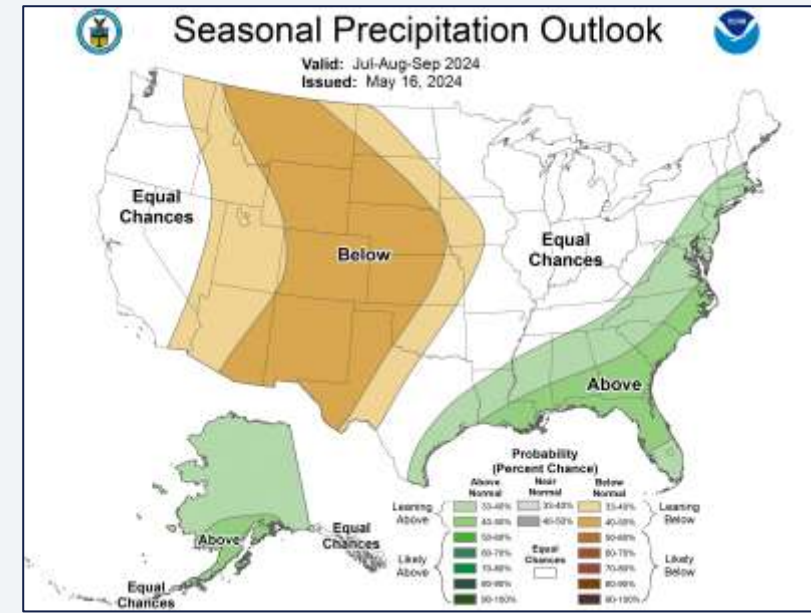 Seasonal Precipitation Outlook
Valid: Jul-Aug-Sep 2024
Issued: May 16, 2024
Equal
Chances
Below
Equal
Chances
Above
Above
Equal
Chances
Equal
Chances
Probability
(Percent Chance)
Above
Normal
Near
Normal
Below
Normal
Leaning
Above
33-40%
40-50%
50-60%
60-70%
70-80%
80-90%
90-100%
Likely
Above
33-40%
40-50%
Equal
Chances
33-40%
40-50%
50-60%
60-70%
70-80%
80-90%
90-100%
Leaning
Below
Likely
Below